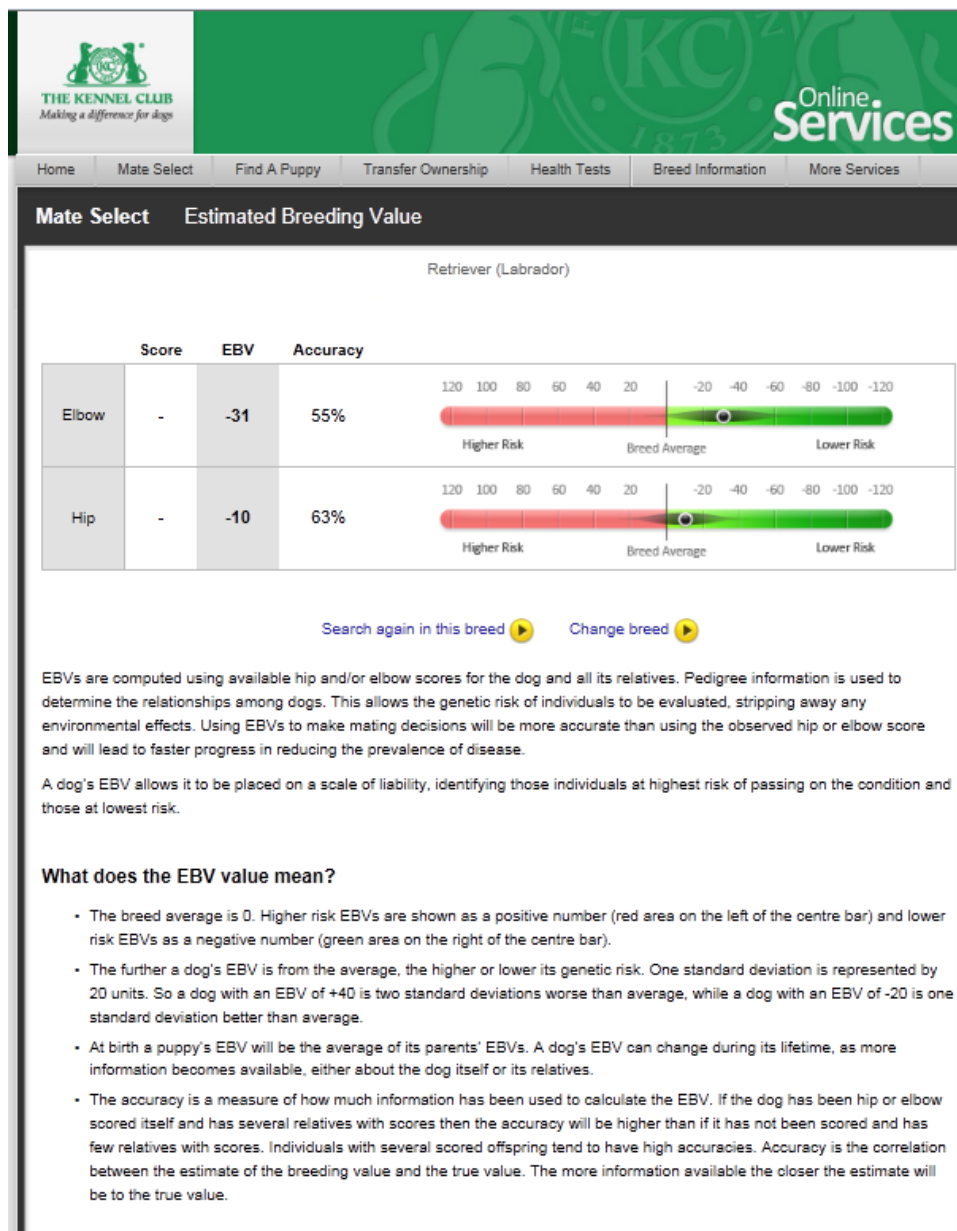 THE KENNEL CLUB
Making a difference for dogs
KC
1873
Online
Services
Home Mate Select Find A Puppy Transfer Ownership Health Tests Breed Information More Services
Mate Select Estimated Breeding Value
Retriever (Labrador)
Score EBV Accuracy
120 100 80 60 40 20 -20 -40 -60 -80 -100 -120
Elbow - -31 55%
Higher Risk Breed Average Lower Risk
120 100 80 60 40 20 -20 -40 -60 -80 -100 -120
Hip - -10 63%
Higher Risk Breed Average Lower Risk
Search again in this breed Change breed
EBVs are computed using available hip and/or elbow scores for the dog and all its relatives. Pedigree information is used to
determine the relationships among dogs. This allows the genetic risk of individuals to be evaluated, stripping away any
environmental effects. Using EBVs to make mating decisions will be more accurate than using the observed hip or elbow score
and will lead to faster progress in reducing the prevalence of disease.
A dog's EBV allows it to be placed on a scale of liability, identifying those individuals at highest risk of passing on the condition and
those at lowest risk.
What does the EBV value mean?
• The breed average is 0. Higher risk EBVs are shown as a positive number (red area on the left of the centre bar) and lower
risk EBVs as a negative number (green area on the right of the centre bar).
• The further a dog's EBV is from the average, the higher or lower its genetic risk. One standard deviation is represented by
20 units. So a dog with an EBV of +40 is two standard deviations worse than average, while a dog with an EBV of -20 is one
standard deviation better than average.
• At birth a puppy's EBV will be the average of its parents' EBVs. A dog's EBV can change during its lifetime, as more
information becomes available, either about the dog itself or its relatives.
• The accuracy is a measure of how much information has been used to calculate the EBV. If the dog has been hip or elbow
scored itself and has several relatives with scores then the accuracy will be higher than if it has not been scored and has
few relatives with scores. Individuals with several scored offspring tend to have high accuracies. Accuracy is the correlation
between the estimate of the breeding value and the true value. The more information available the closer the estimate will
be to the true value.